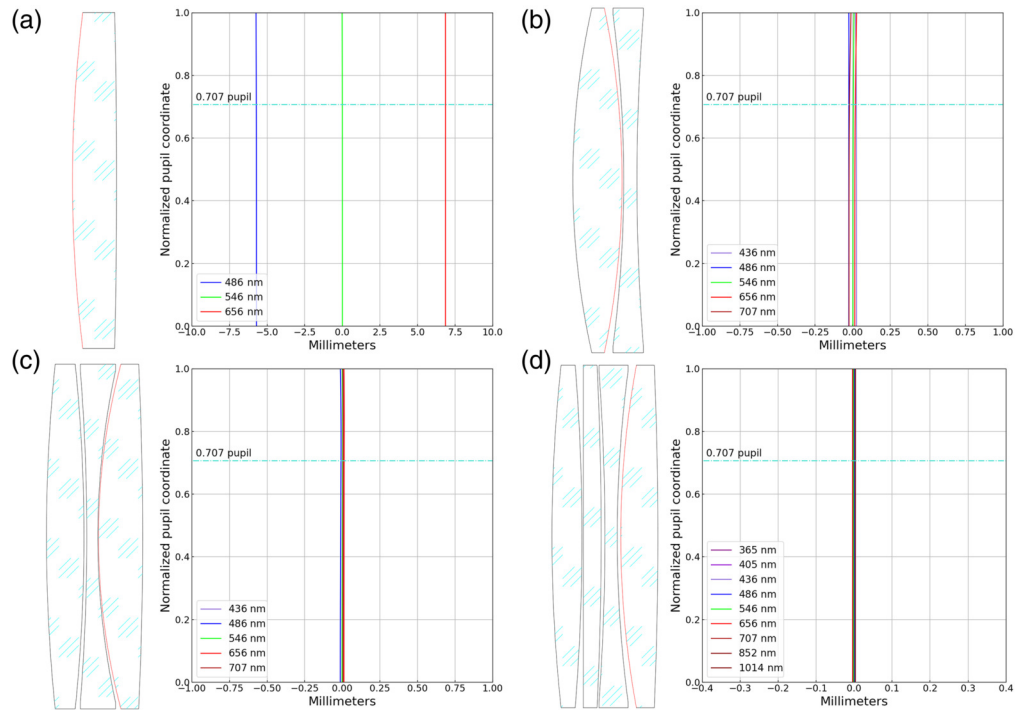 (a)
Normalized pupil coordinate
1.0
0.8
0.707 pupil
0.6
0.4
0.2
0.0
486 nm
546 nm
656 nm
−10.0 −7.5 −5.0 −2.5 0.0 2.5 5.0 7.5 10.0
Millimeters
(b)
Normalized pupil coordinate
1.0
0.8
0.707 pupil
0.6
0.4
0.2
0.0
436 nm
486 nm
546 nm
656 nm
707 nm
−1.00 −0.75 −0.50 −0.25 0.00 0.25 0.50 0.75 1.00
Millimeters
(c)
Normalized pupil coordinate
1.0
0.8
0.707 pupil
0.6
0.4
0.2
0.0
436 nm
486 nm
546 nm
656 nm
707 nm
−1.00 −0.75 −0.50 −0.25 0.00 0.25 0.50 0.75 1.00
Millimeters
(d)
Normalized pupil coordinate
1.0
0.8
0.707 pupil
0.6
0.4
0.2
0.0
365 nm
405 nm
436 nm
486 nm
546 nm
656 nm
707 nm
852 nm
1014 nm
−0.4 −0.3 −0.2 −0.1 0.0 0.1 0.2 0.3 0.4
Millimeters